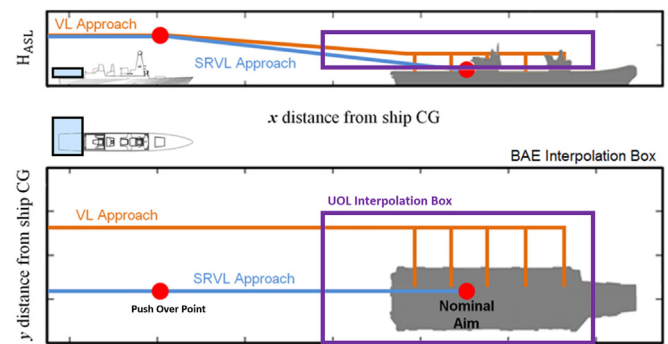 VL Approach
H_ASL
SRVL Approach
x distance from ship CG
BAE Interpolation Box
y distance from ship CG
UOL Interpolation Box
VL Approach
SRVL Approach
Push Over Point
Nominal
Aim